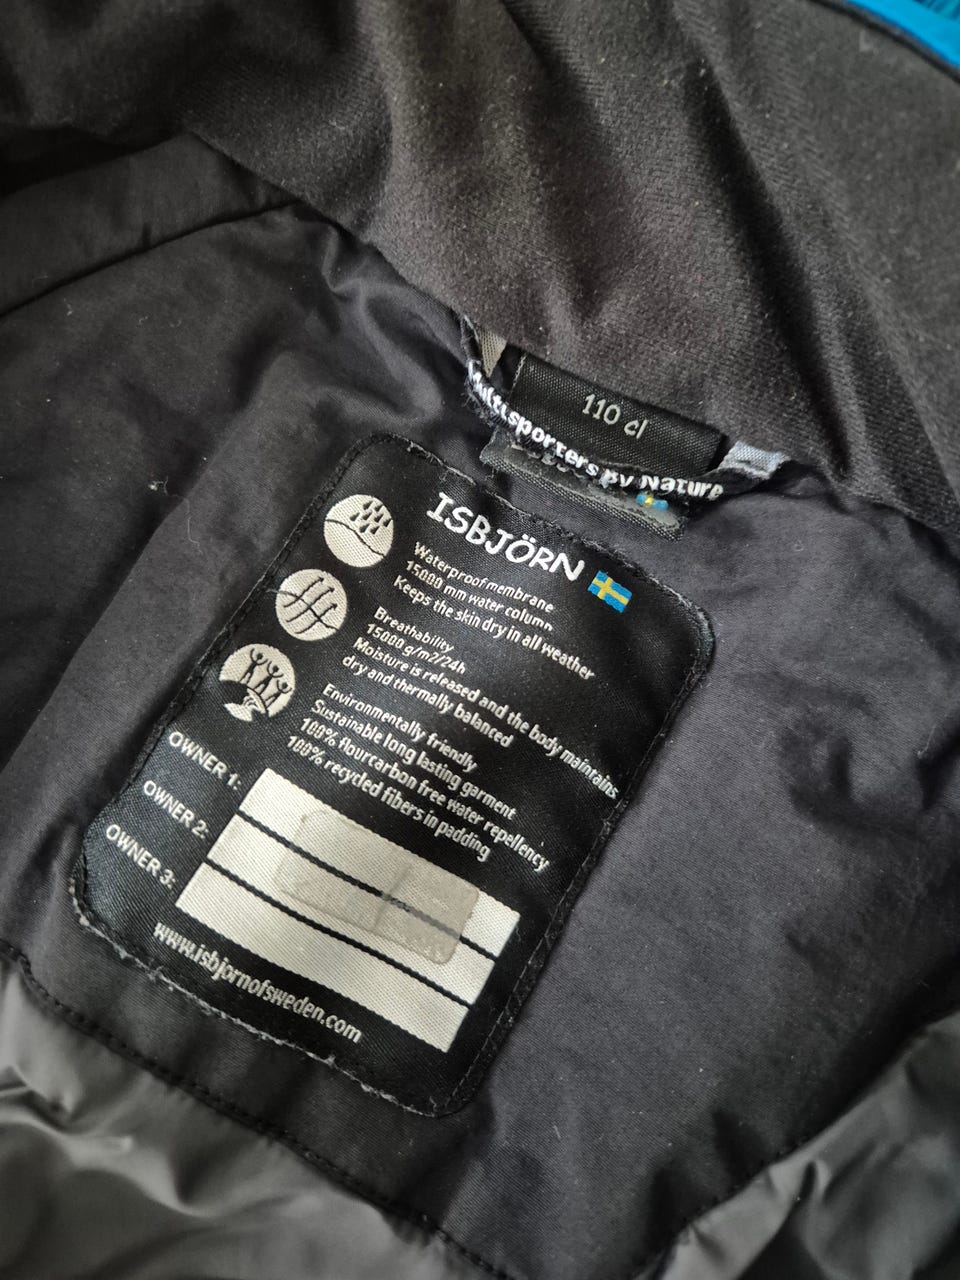 110 cl
Multisporters By Nature
ISBJÖRN
Waterproof membrane
15000 mm water column
Keeps the skin dry in all weather
Breathability
15000 g/m2/24h
Moisture is released and the body maintains
dry and thermally balanced
Environmentally friendly
Sustainable long lasting garment
100% flourcarbon free water repellency
100% recycled fibers in padding
OWNER 1:
OWNER 2:
OWNER 3:
www.isbjornofsweden.com